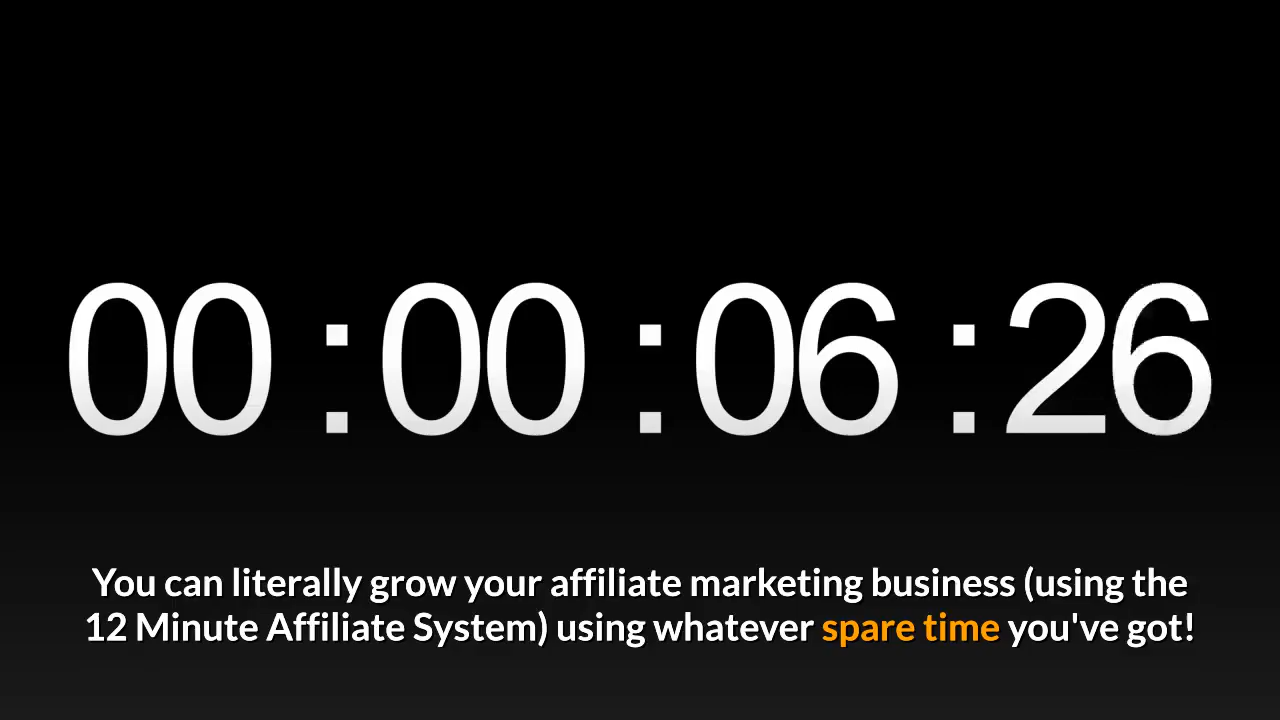 00 : 00 : 06 : 26
You can literally grow your affiliate marketing business (using the
12 Minute Affiliate System) using whatever spare time you've got!